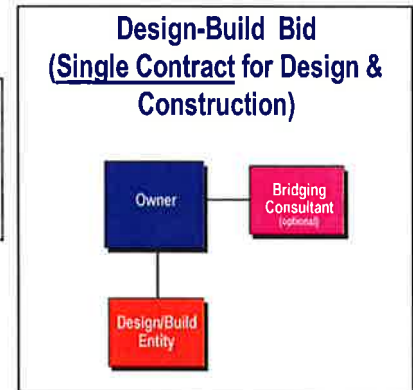 Design-Build Bid
(Single Contract for Design &
Construction)
Owner
Bridging
Consultant
(optional)
Design/Build
Entity